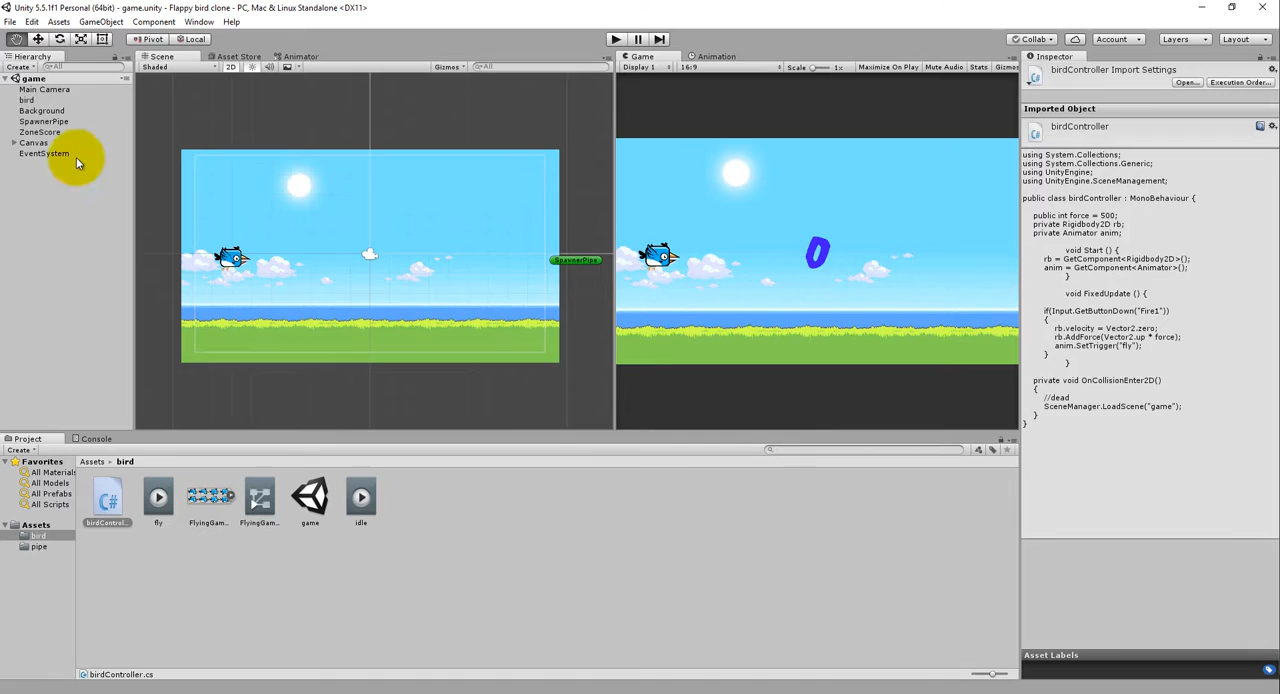 Unity 5.5.1f1 Personal (64bit) - game.unity - Flappy bird clone - PC, Mac & Linux Standalone <DX11>
File Edit Assets GameObject Component Window Help
Pivot Local Collab Account Layers Layout
Hierarchy Scene Asset Store Animator Game Animation Inspector
Create All Shaded 2D Gizmos All Display 1 16:9 Scale 1x Maximize On Play Mute Audio Stats Gizmos
birdController Import Settings
Open... Execution Order...
game
Main Camera
bird
Background
SpawnerPipe
ZoneScore
Canvas
EventSystem
SpawnerPipe
0
Imported Object
birdController
using System.Collections;
using System.Collections.Generic;
using UnityEngine;
using UnityEngine.SceneManagement;
public class birdController : MonoBehaviour {
public int force = 500;
private Rigidbody2D rb;
private Animator anim;
void Start () {
rb = GetComponent<Rigidbody2D>();
anim = GetComponent<Animator>();
}
void FixedUpdate () {
if(Input.GetButtonDown("Fire1"))
{
rb.velocity = Vector2.zero;
rb.AddForce(Vector2.up * force);
anim.SetTrigger("fly");
}
}
private void OnCollisionEnter2D()
{
//dead
SceneManager.LoadScene("game");
}
}
Project Console
Create
Favorites
All Materials
All Models
All Prefabs
All Scripts
Assets
bird
pipe
Assets bird
C#
birdControl... fly FlyingGam... FlyingGam... game idle
birdController.cs
Asset Labels